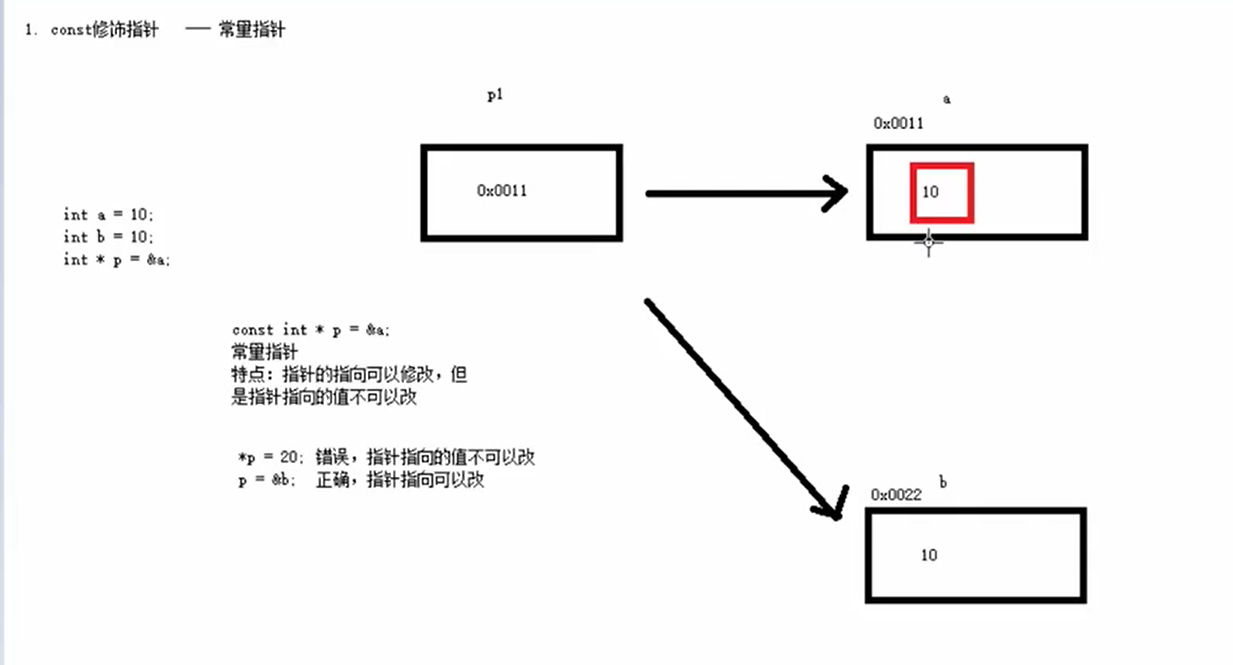 1. const修饰指针 —— 常量指针
p1
a
0x0011
0x0011
10
int a = 10;
int b = 10;
int * p = &a;
const int * p = &a;
常量指针
特点：指针的指向可以修改，但
是指针指向的值不可以改
*p = 20; 错误，指针指向的值不可以改
p = &b; 正确，指针指向可以改
b
0x0022
10